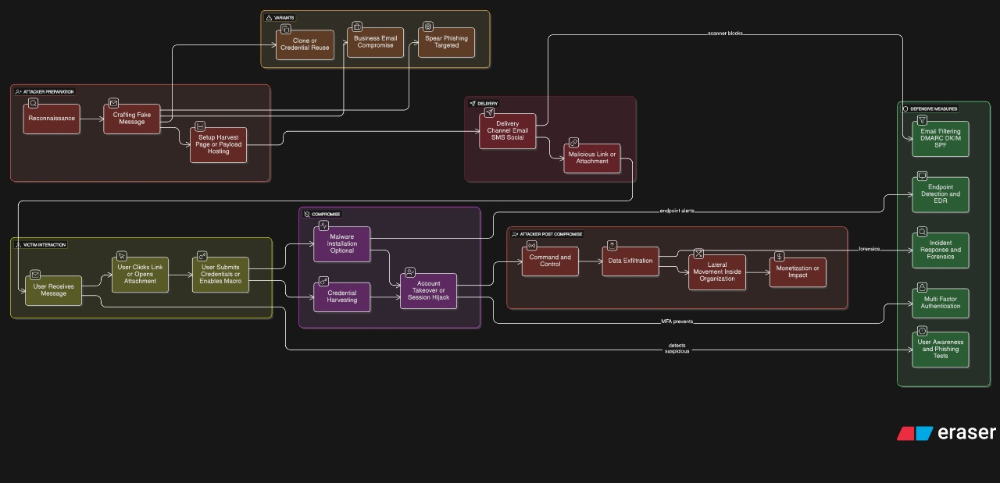 VARIANTS
Clone or
Credential Reuse
Business Email
Compromise
Spear Phishing
Targeted
ATTACKER PREPARATION
Reconnaissance
Crafting Fake
Message
Setup Harvest
Page or Payload
Hosting
DELIVERY
Delivery
Channel Email
SMS Social
Malicious Link or
Attachment
scanner blocks
DEFENSIVE MEASURES
Email Filtering
DMARC DKIM
SPF
Endpoint
Detection and
EDR
Incident
Response and
Forensics
Multi Factor
Authentication
User Awareness
and Phishing
Tests
VICTIM INTERACTION
User Receives
Message
User Clicks Link
or Opens
Attachment
User Submits
Credentials or
Enables Macro
COMPROMISE
Malware
Installation
Optional
Credential
Harvesting
Account
Takeover or
Session Hijack
endpoint alerts
ATTACKER POST COMPROMISE
Command and
Control
Data Exfiltration
Lateral
Movement Inside
Organization
Monetization or
Impact
forensics
MFA prevents
detects
suspicious
eraser